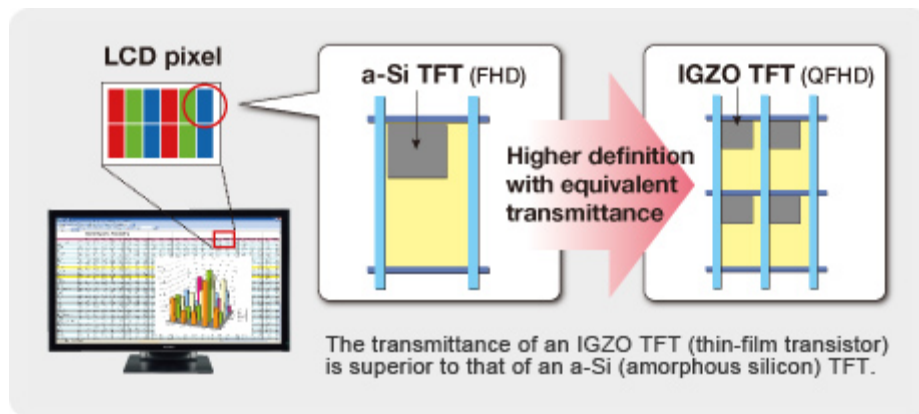 LCD pixel
a-Si TFT (FHD)
Higher definition
with equivalent
transmittance
IGZO TFT (QFHD)
The transmittance of an IGZO TFT (thin-film transistor)
is superior to that of an a-Si (amorphous silicon) TFT.